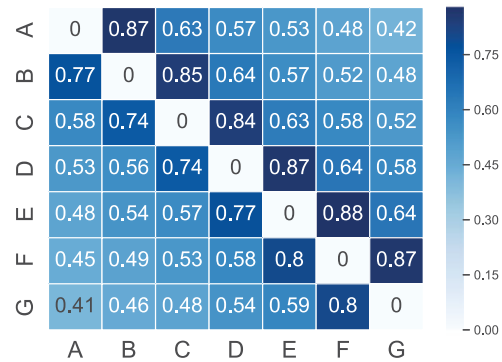 A 0 0.87 0.63 0.57 0.53 0.48 0.42
B 0.77 0 0.85 0.64 0.57 0.52 0.48
C 0.58 0.74 0 0.84 0.63 0.58 0.52
D 0.53 0.56 0.74 0 0.87 0.64 0.58
E 0.48 0.54 0.57 0.77 0 0.88 0.64
F 0.45 0.49 0.53 0.58 0.8 0 0.87
G 0.41 0.46 0.48 0.54 0.59 0.8 0
A B C D E F G
0.75
0.60
0.45
0.30
0.15
0.00